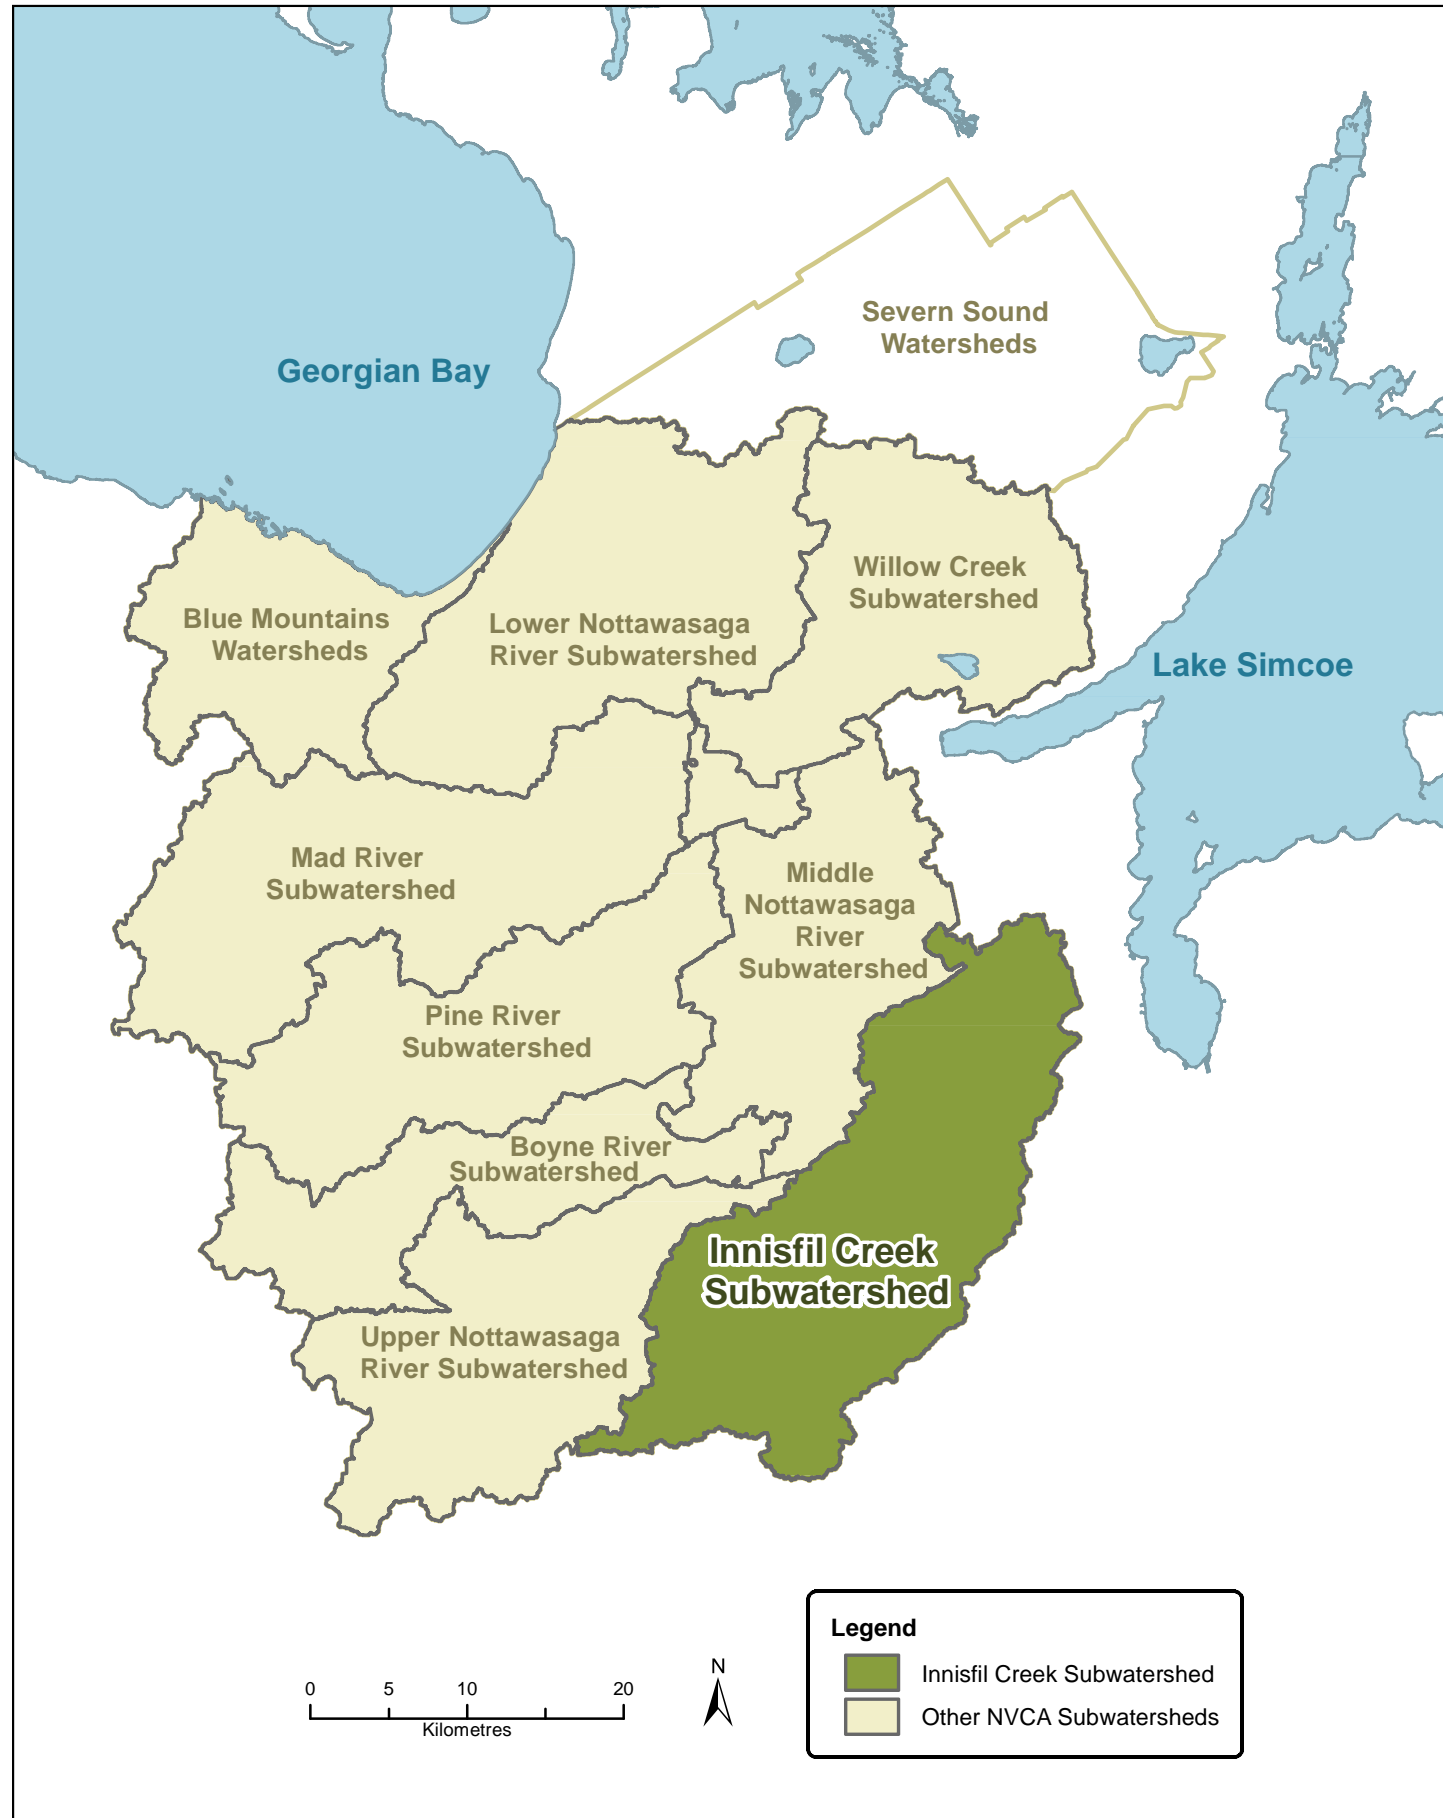 Severn Sound
Watersheds
Georgian Bay
Willow Creek
Subwatershed
Blue Mountains
Watersheds
Lower Nottawasaga
River Subwatershed
Lake Simcoe
Mad River
Subwatershed
Middle
Nottawasaga
River
Subwatershed
Pine River
Subwatershed
Boyne River
Subwatershed
Innisfil Creek
Subwatershed
Upper Nottawasaga
River Subwatershed
Legend
Innisfil Creek Subwatershed
Other NVCA Subwatersheds
N
0 5 10 20
Kilometres